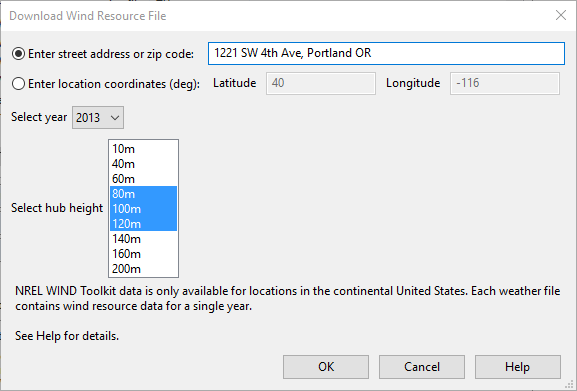 Download Wind Resource File
Enter street address or zip code: 1221 SW 4th Ave, Portland OR
Enter location coordinates (deg): Latitude 40 Longitude -116
Select year 2013
10m
40m
60m
80m
Select hub height 100m
120m
140m
160m
200m
NREL WIND Toolkit data is only available for locations in the continental United States. Each weather file
contains wind resource data for a single year.
See Help for details.
OK Cancel Help